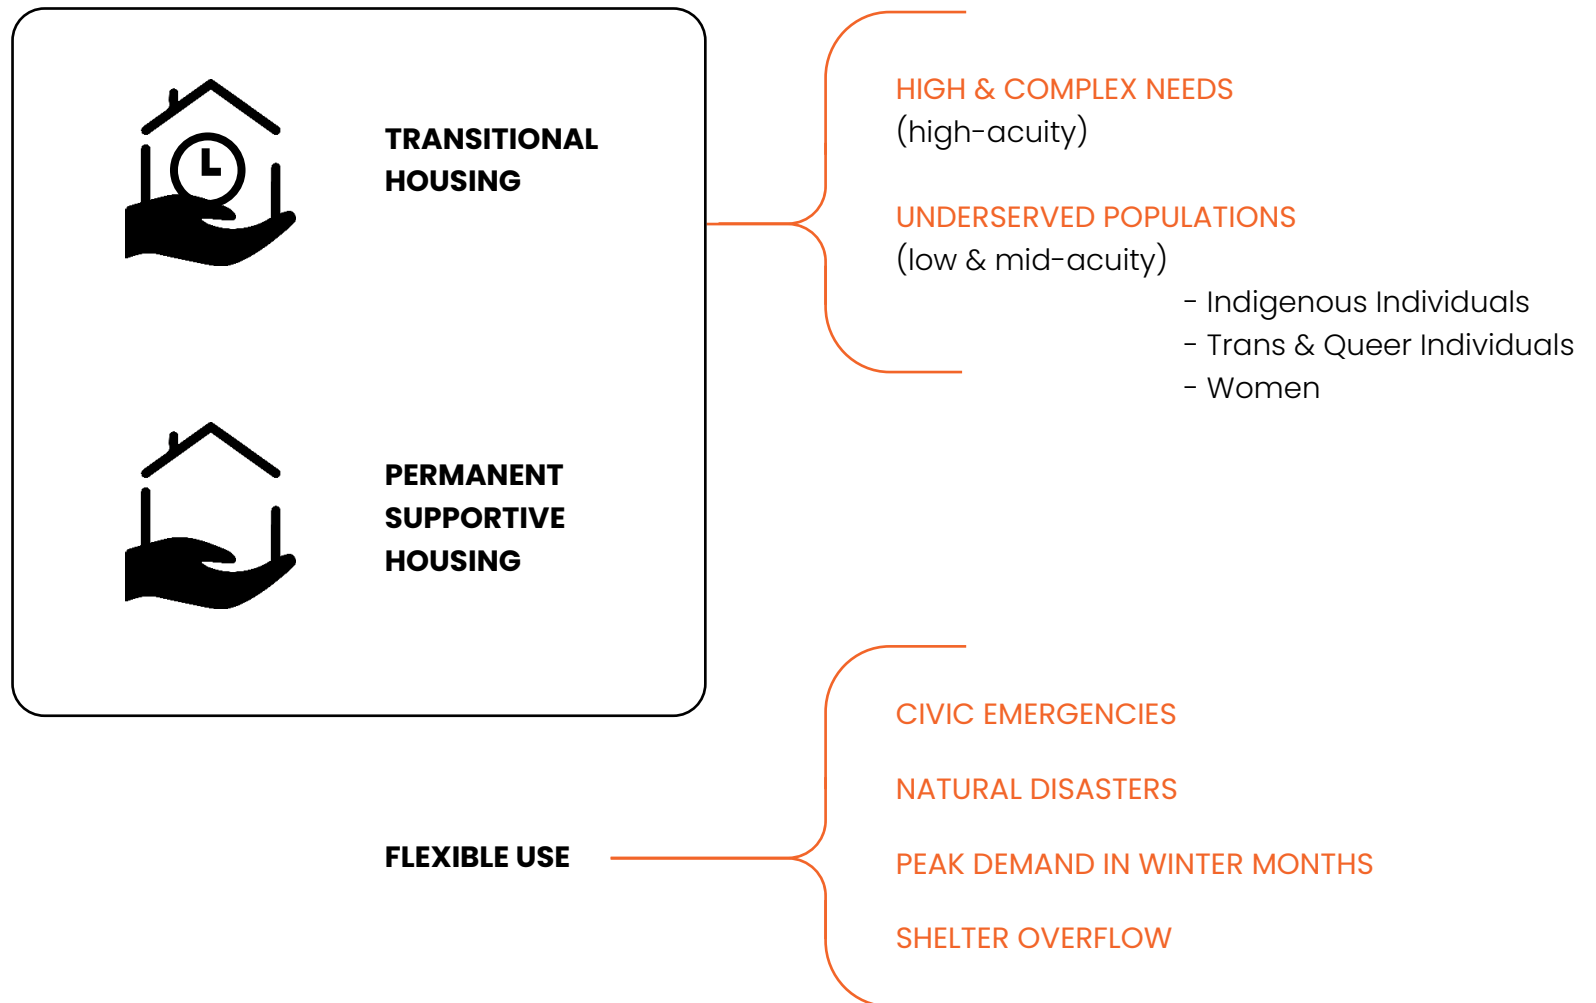 TRANSITIONAL
HOUSING
HIGH & COMPLEX NEEDS
(high-acuity)
UNDERSERVED POPULATIONS
(low & mid-acuity)
- Indigenous Individuals
- Trans & Queer Individuals
- Women
PERMANENT
SUPPORTIVE
HOUSING
FLEXIBLE USE
CIVIC EMERGENCIES
NATURAL DISASTERS
PEAK DEMAND IN WINTER MONTHS
SHELTER OVERFLOW